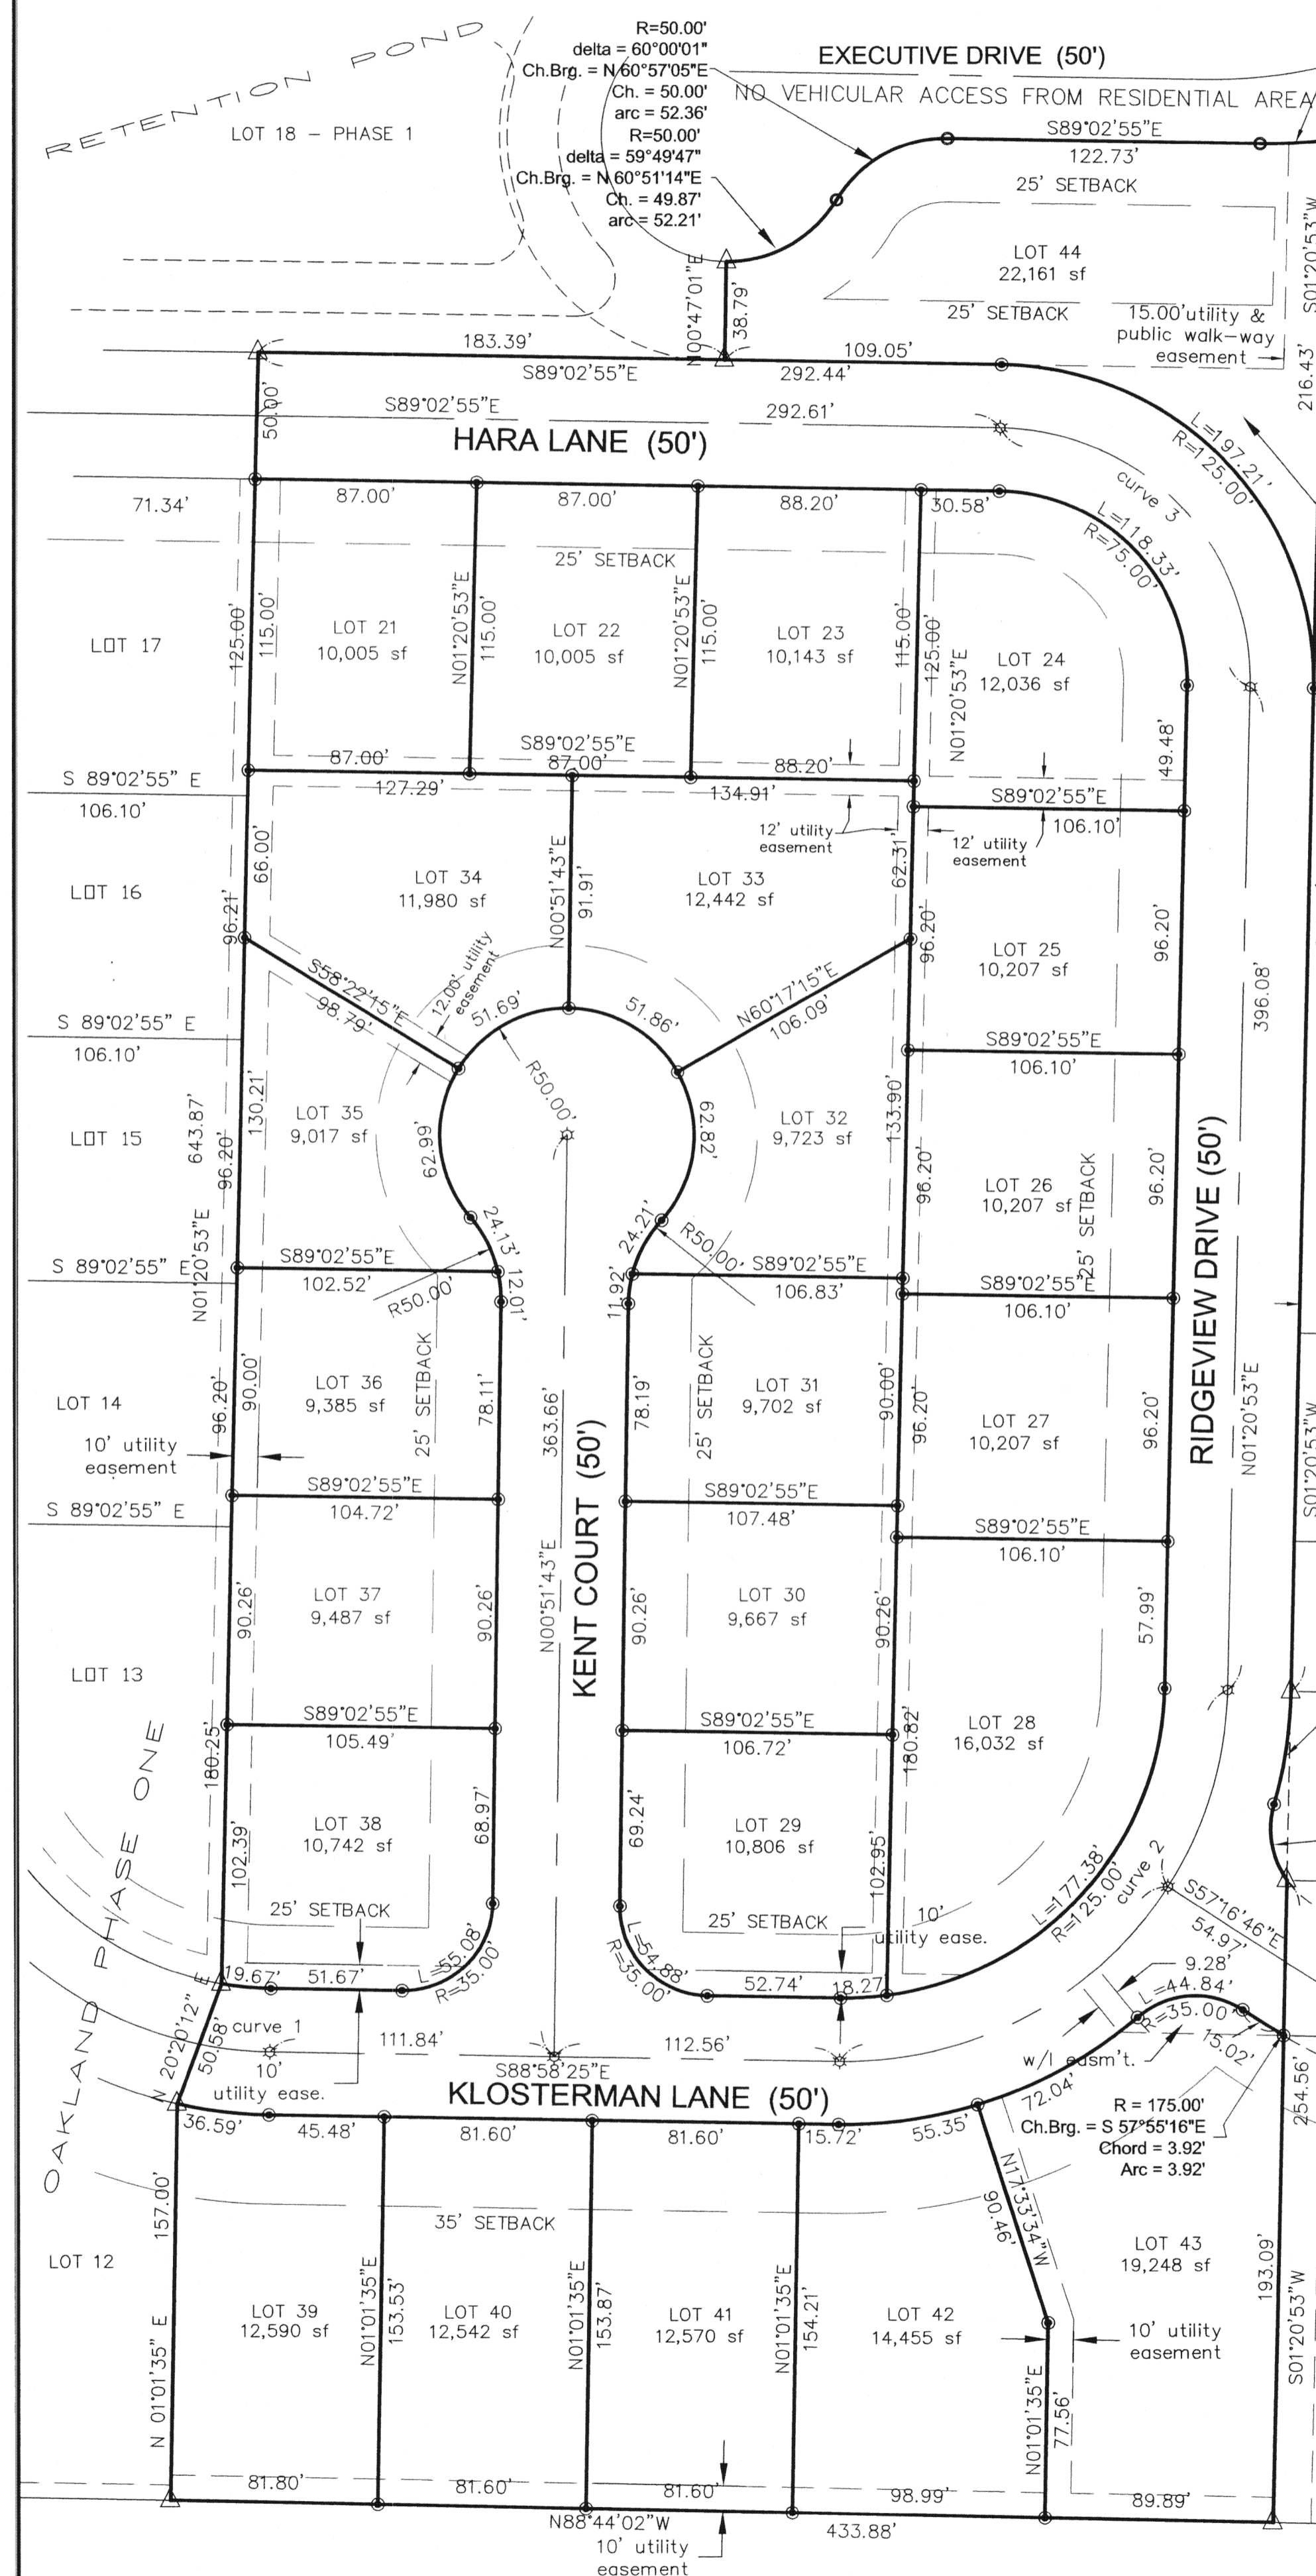 R=50.00'
delta = 60°00'01"
Ch.Brg. = N 60°57'05"E
Ch. = 50.00'
arc = 52.36'
R=50.00'
delta = 59°49'47"
Ch.Brg. = N 60°51'14"E
Ch. = 49.87'
arc = 52.21'
EXECUTIVE DRIVE (50')
NO VEHICULAR ACCESS FROM RESIDENTIAL AREA
RETENTION POND
LOT 18 - PHASE 1
S89°02'55"E
122.73'
25' SETBACK
LOT 44
22,161 sf
25' SETBACK
15.00'utility &
public walk-way
easement
S01°20'53"W
216.43'
N00°47'01"E
38.79'
183.39'
S89°02'55"E
109.05'
292.44'
S89°02'55"E
292.61'
50.00'
HARA LANE (50')
L=197.21'
R=125.00'
curve 3
71.34'
87.00'
87.00'
88.20'
30.58'
L=118.33'
R=75.00'
25' SETBACK
LOT 17
125.00'
115.00'
LOT 21
10,005 sf
N01°20'53"E
115.00'
LOT 22
10,005 sf
N01°20'53"E
115.00'
LOT 23
10,143 sf
115.00'
125.00'
N01°20'53"E
LOT 24
12,036 sf
49.48'
S 89°02'55" E
106.10'
87.00'
S89°02'55"E
87.00'
88.20'
127.29'
134.91'
S89°02'55"E
106.10'
12' utility
easement
12' utility
easement
LOT 16
66.00'
96.21'
LOT 34
11,980 sf
N00°51'43"E
91.91'
LOT 33
12,442 sf
62.31'
96.20'
LOT 25
10,207 sf
96.20'
396.08'
S58°22'15"E
98.79'
12.00' utility
easement
51.69'
51.86'
N60°17'15"E
106.09'
S 89°02'55" E
106.10'
S89°02'55"E
106.10'
R50.00'
LOT 15
643.87'
130.21'
96.20'
N01°20'53"E
LOT 35
9,017 sf
62.99'
62.82'
LOT 32
9,723 sf
133.90'
96.20'
LOT 26
10,207 sf
25' SETBACK
96.20'
RIDGEVIEW DRIVE (50')
24.13'
R50.00'
12.01'
24.21'
R50.00'
11.92'
S 89°02'55" E
S89°02'55"E
102.52'
S89°02'55"E
106.83'
S89°02'55"E
106.10'
LOT 14
96.20'
90.00'
10' utility
easement
LOT 36
9,385 sf
25' SETBACK
78.11'
363.66'
KENT COURT (50')
N00°51'43"E
78.19'
25' SETBACK
LOT 31
9,702 sf
90.00'
96.20'
LOT 27
10,207 sf
96.20'
N01°20'53"E
S01°20'53"W
S 89°02'55" E
S89°02'55"E
104.72'
S89°02'55"E
107.48'
S89°02'55"E
106.10'
LOT 13
90.26'
LOT 37
9,487 sf
90.26'
90.26'
LOT 30
9,667 sf
90.26'
57.99'
S89°02'55"E
105.49'
S89°02'55"E
106.72'
180.25'
180.82'
LOT 28
16,032 sf
OAKLAND PHASE ONE
102.39'
LOT 38
10,742 sf
68.97'
69.24'
LOT 29
10,806 sf
102.95'
25' SETBACK
25' SETBACK
10'
utility ease.
L=177.38'
R=125.00'
curve 2
S57°16'46"E
54.97'
19.67'
51.67'
L=55.08'
R=35.00'
L=54.88'
R=35.00'
52.74'
18.27'
9.28'
L=44.84'
R=35.00'
15.02'
w/l easm't.
N 20°20'12" E
50.58'
curve 1
10'
utility ease.
111.84'
S88°58'25"E
112.56'
KLOSTERMAN LANE (50')
254.56'
R = 175.00'
Ch.Brg. = S 57°55'16"E
Chord = 3.92'
Arc = 3.92'
36.59'
45.48'
81.60'
81.60'
15.72'
55.35'
72.04'
35' SETBACK
N17°33'34"W
90.46'
LOT 12
157.00'
N 01°01'35" E
LOT 39
12,590 sf
N01°01'35"E
153.53'
LOT 40
12,542 sf
N01°01'35"E
153.87'
LOT 41
12,570 sf
N01°01'35"E
154.21'
LOT 42
14,455 sf
N01°01'35"E
77.56'
LOT 43
19,248 sf
10' utility
easement
193.09'
S01°20'53"W
81.80'
81.60'
81.60'
98.99'
89.89'
N88°44'02"W
433.88'
10' utility
easement